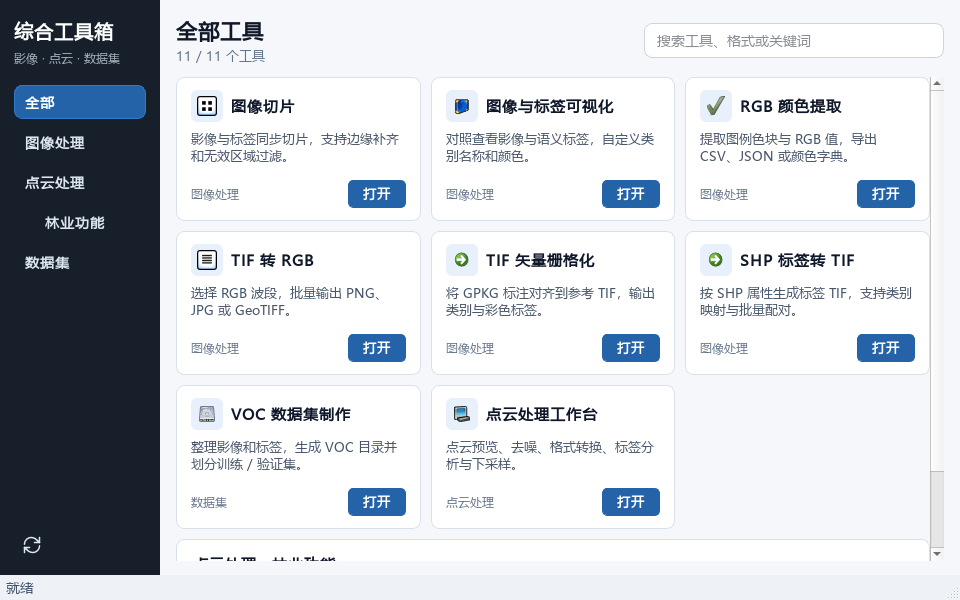 综合工具箱
影像 · 点云 · 数据集
全部
图像处理
点云处理
林业功能
数据集
全部工具
11 / 11 个工具
搜索工具、格式或关键词
图像切片
影像与标签同步切片，支持边缘补齐
和无效区域过滤。
图像处理
打开
图像与标签可视化
对照查看影像与语义标签，自定义类
别名称和颜色。
图像处理
打开
RGB 颜色提取
提取图例色块与 RGB 值，导出
CSV、JSON 或颜色字典。
图像处理
打开
TIF 转 RGB
选择 RGB 波段，批量输出 PNG、
JPG 或 GeoTIFF。
图像处理
打开
TIF 矢量栅格化
将 GPKG 标注对齐到参考 TIF，输出
类别与彩色标签。
图像处理
打开
SHP 标签转 TIF
按 SHP 属性生成标签 TIF，支持类别
映射与批量配对。
图像处理
打开
VOC 数据集制作
整理影像和标签，生成 VOC 目录并
划分训练 / 验证集。
数据集
打开
点云处理工作台
点云预览、去噪、格式转换、标签分
析与下采样。
点云处理
打开
就绪